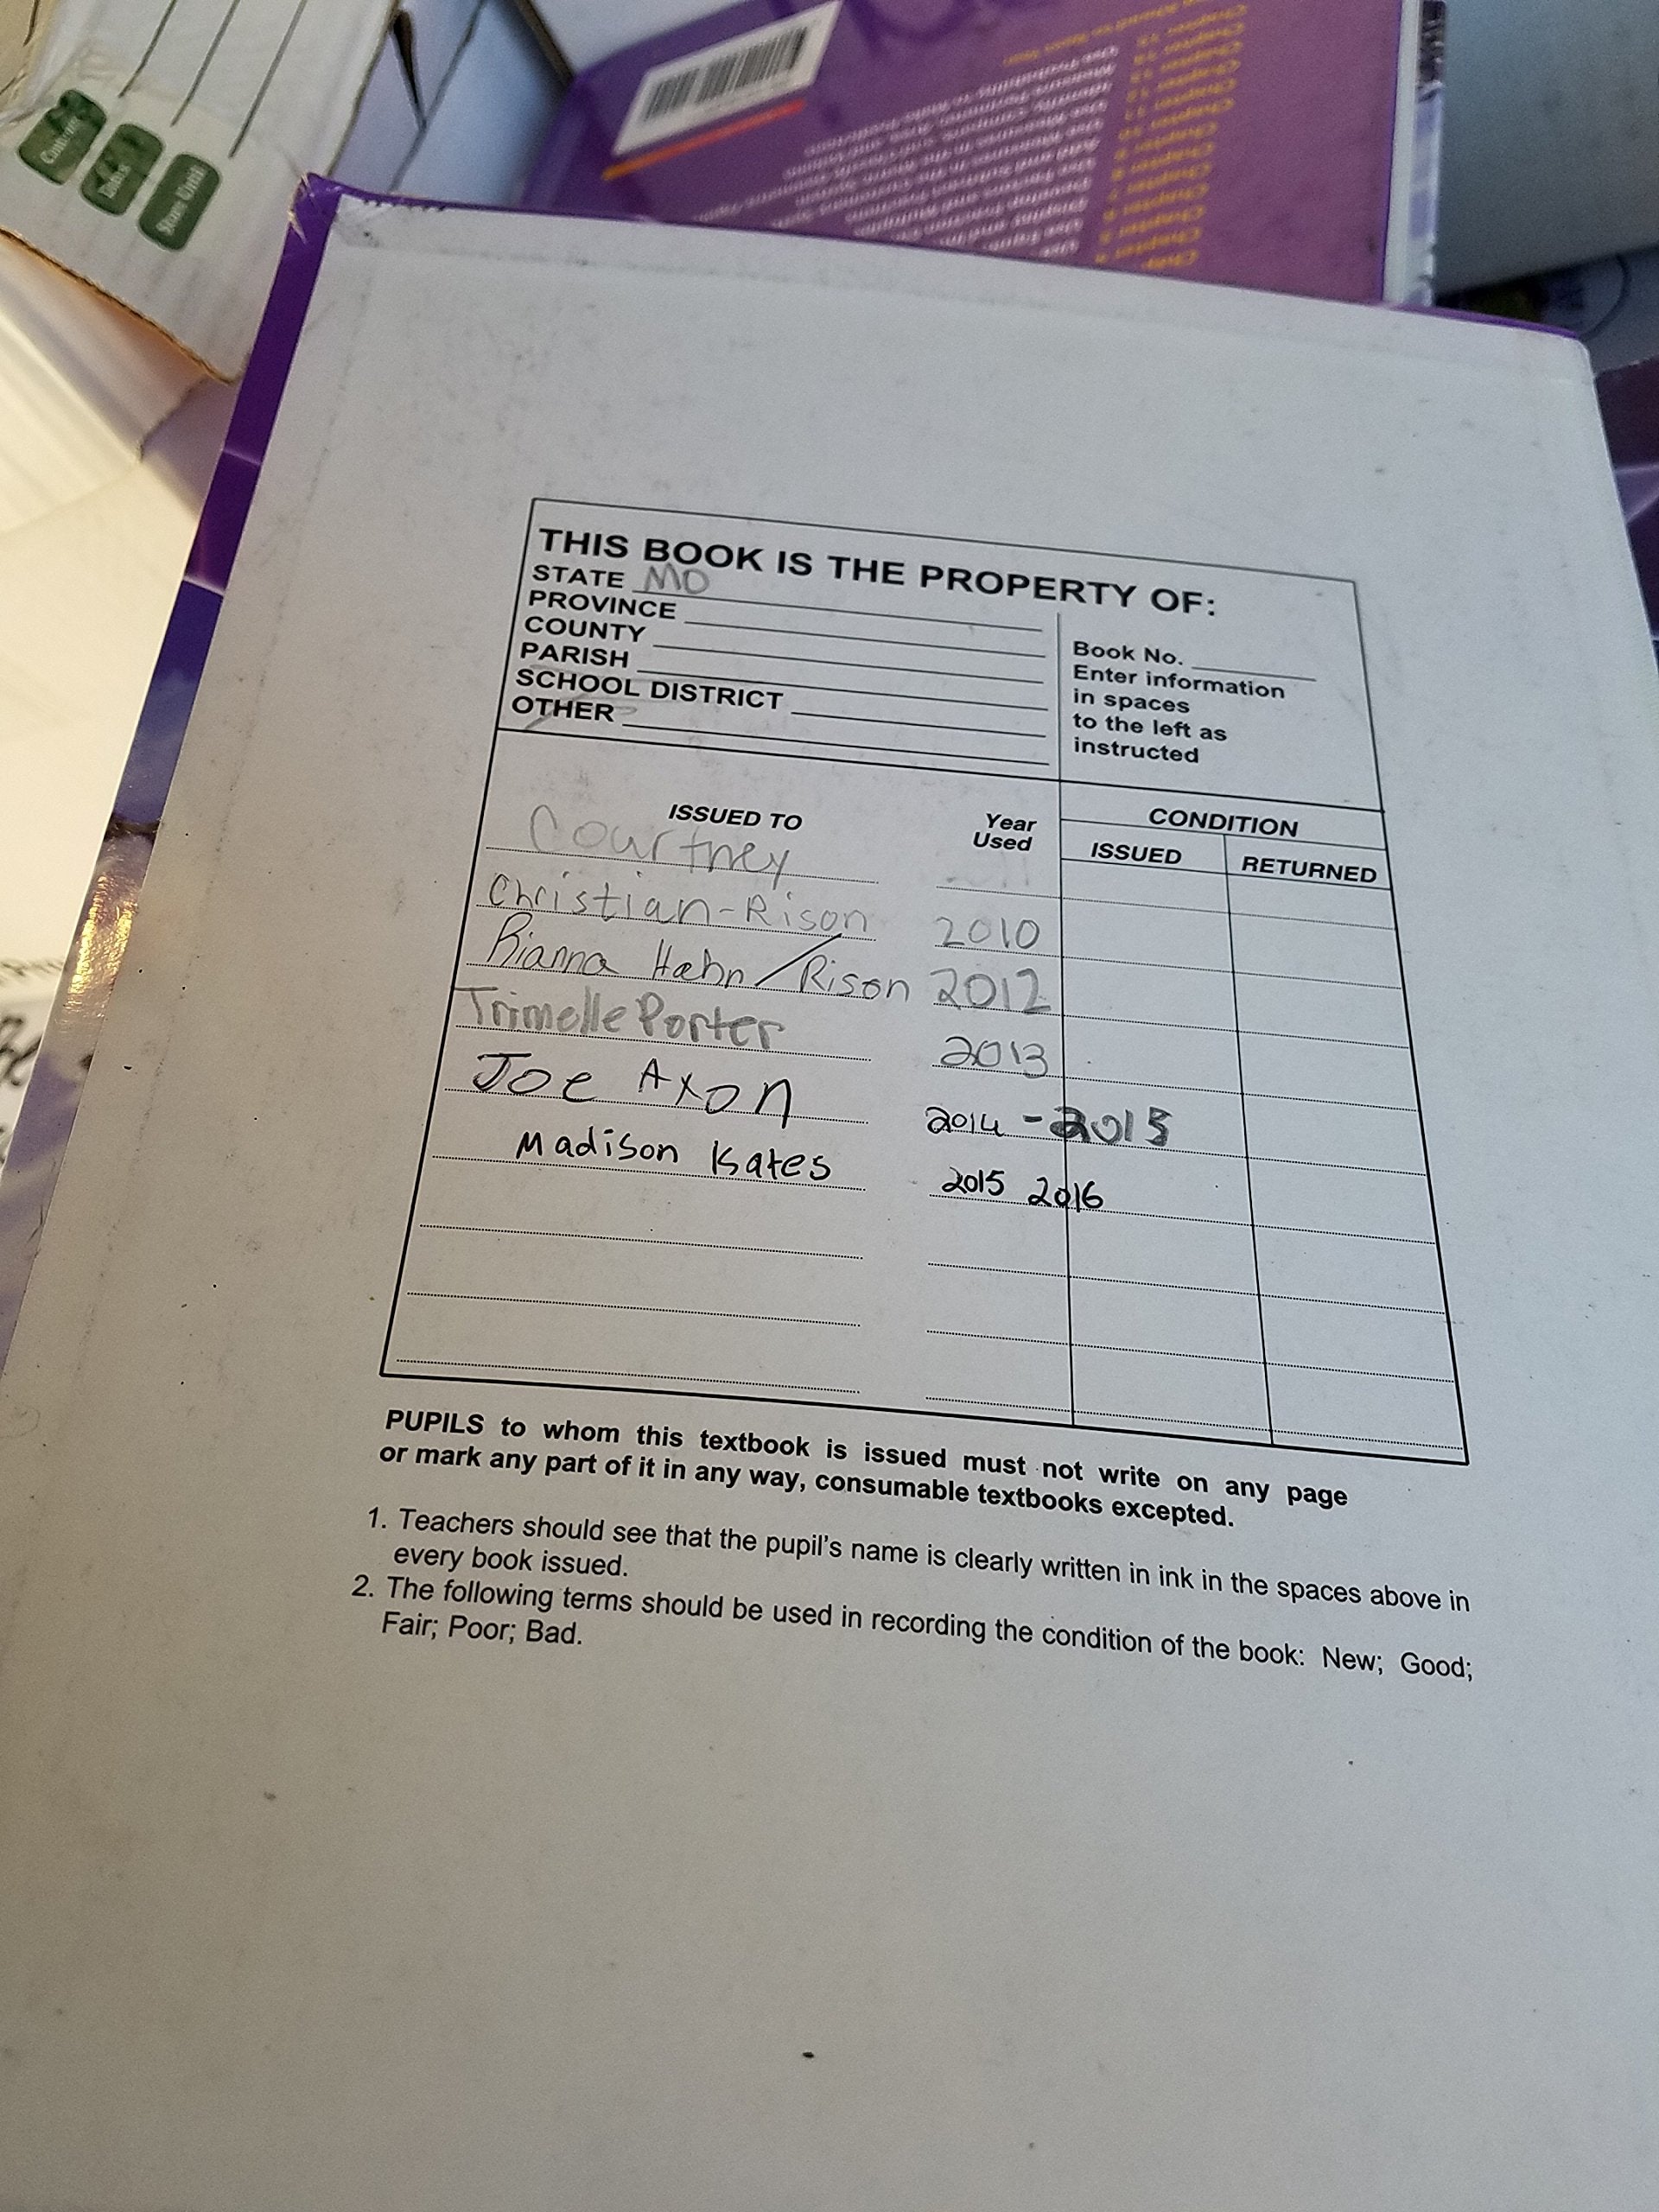 THIS BOOK IS THE PROPERTY OF:
STATE MO
PROVINCE
COUNTY
PARISH
SCHOOL DISTRICT
OTHER
Book No.
Enter information
in spaces
to the left as
instructed
ISSUED TO
Year
Used
CONDITION
ISSUED
RETURNED
Courtney
Christian-Rison 2010
Rianna Hahn/Rison 2012
Trimelle Porter 2013
Joe Axon 2014 - 2015
Madison Kates 2015 2016
PUPILS to whom this textbook is issued must not write on any page
or mark any part of it in any way, consumable textbooks excepted.
1. Teachers should see that the pupil's name is clearly written in ink in the spaces above in
every book issued.
2. The following terms should be used in recording the condition of the book: New; Good;
Fair; Poor; Bad.